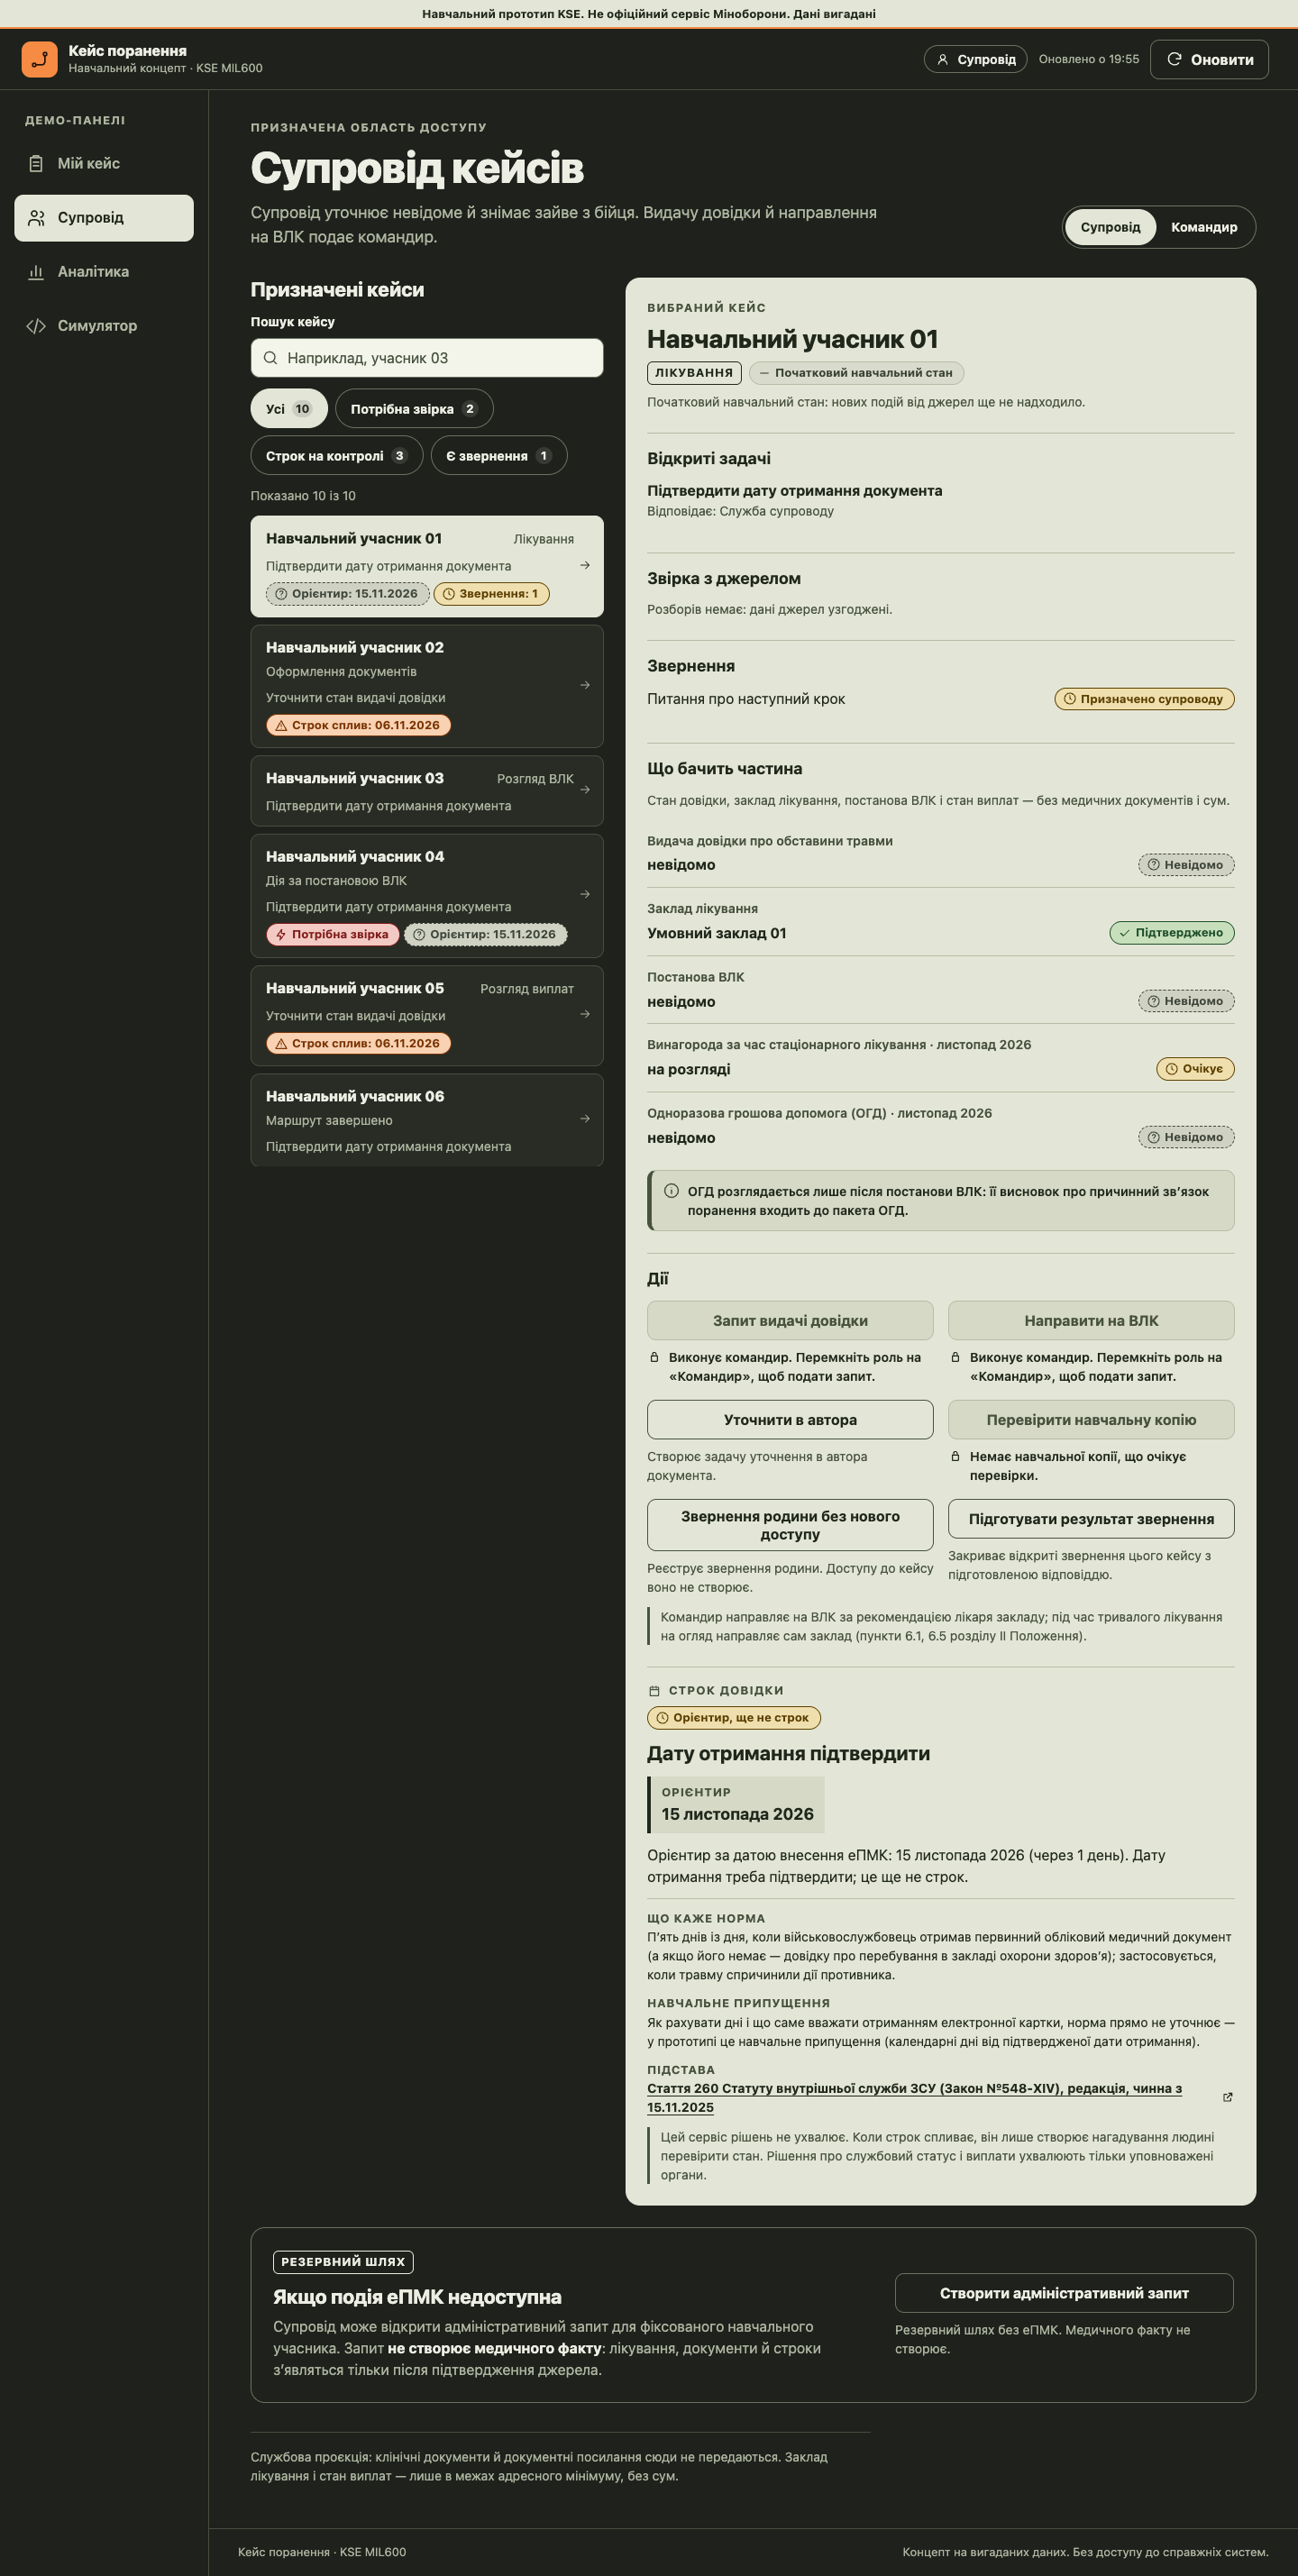 Навчальний прототип KSE. Не офіційний сервіс Міноборони. Дані вигадані
Кейс поранення
Навчальний концепт · KSE MIL600
Супровід
Оновлено о 19:55
Оновити
ДЕМО-ПАНЕЛІ
Мій кейс
Супровід
Аналітика
Симулятор
ПРИЗНАЧЕНА ОБЛАСТЬ ДОСТУПУ
Супровід кейсів
Супровід уточнює невідоме й знімає зайве з бійця. Видачу довідки й направлення
на ВЛК подає командир.
Супровід
Командир
Призначені кейси
Пошук кейсу
Наприклад, учасник 03
Усі 10
Потрібна звірка 2
Строк на контролі 3
Є звернення 1
Показано 10 із 10
Навчальний учасник 01
Лікування
Підтвердити дату отримання документа
Орієнтир: 15.11.2026
Звернення: 1
Навчальний учасник 02
Оформлення документів
Уточнити стан видачі довідки
Строк сплив: 06.11.2026
Навчальний учасник 03
Розгляд ВЛК
Підтвердити дату отримання документа
Навчальний учасник 04
Дія за постановою ВЛК
Підтвердити дату отримання документа
Потрібна звірка
Орієнтир: 15.11.2026
Навчальний учасник 05
Розгляд виплат
Уточнити стан видачі довідки
Строк сплив: 06.11.2026
Навчальний учасник 06
Маршрут завершено
Підтвердити дату отримання документа
ВИБРАНИЙ КЕЙС
Навчальний учасник 01
ЛІКУВАННЯ
Початковий навчальний стан
Початковий навчальний стан: нових подій від джерел ще не надходило.
Відкриті задачі
Підтвердити дату отримання документа
Відповідає: Служба супроводу
Звірка з джерелом
Розборів немає: дані джерел узгоджені.
Звернення
Питання про наступний крок
Призначено супроводу
Що бачить частина
Стан довідки, заклад лікування, постанова ВЛК і стан виплат — без медичних документів і сум.
Видача довідки про обставини травми
невідомо
Невідомо
Заклад лікування
Умовний заклад 01
Підтверджено
Постанова ВЛК
невідомо
Невідомо
Винагорода за час стаціонарного лікування · листопад 2026
на розгляді
Очікує
Одноразова грошова допомога (ОГД) · листопад 2026
невідомо
Невідомо
ОГД розглядається лише після постанови ВЛК: її висновок про причинний зв’язок
поранення входить до пакета ОГД.
Дії
Запит видачі довідки
Виконує командир. Перемкніть роль на
«Командир», щоб подати запит.
Направити на ВЛК
Виконує командир. Перемкніть роль на
«Командир», щоб подати запит.
Уточнити в автора
Створює задачу уточнення в автора
документа.
Перевірити навчальну копію
Немає навчальної копії, що очікує
перевірки.
Звернення родини без нового
доступу
Реєструє звернення родини. Доступу до кейсу
воно не створює.
Підготувати результат звернення
Закриває відкриті звернення цього кейсу з
підготовленою відповіддю.
Командир направляє на ВЛК за рекомендацією лікаря закладу; під час тривалого лікування
на огляд направляє сам заклад (пункти 6.1, 6.5 розділу II Положення).
СТРОК ДОВІДКИ
Орієнтир, ще не строк
Дату отримання підтвердити
ОРІЄНТИР
15 листопада 2026
Орієнтир за датою внесення еПМК: 15 листопада 2026 (через 1 день). Дату
отримання треба підтвердити; це ще не строк.
ЩО КАЖЕ НОРМА
П’ять днів із дня, коли військовослужбовець отримав первинний обліковий медичний документ
(а якщо його немає — довідку про перебування в закладі охорони здоров’я); застосовується,
коли травму спричинили дії противника.
НАВЧАЛЬНЕ ПРИПУЩЕННЯ
Як рахувати дні і що саме вважати отриманням електронної картки, норма прямо не уточнює —
у прототипі це навчальне припущення (календарні дні від підтвердженої дати отримання).
ПІДСТАВА
Стаття 260 Статуту внутрішньої служби ЗСУ (Закон №548-XIV), редакція, чинна з
15.11.2025
Цей сервіс рішень не ухвалює. Коли строк спливає, він лише створює нагадування людині
перевірити стан. Рішення про службовий статус і виплати ухвалюють тільки уповноважені
органи.
РЕЗЕРВНИЙ ШЛЯХ
Якщо подія еПМК недоступна
Супровід може відкрити адміністративний запит для фіксованого навчального
учасника. Запит не створює медичного факту: лікування, документи й строки
з’являться тільки після підтвердження джерела.
Створити адміністративний запит
Резервний шлях без еПМК. Медичного факту не
створює.
Службова проєкція: клінічні документи й документні посилання сюди не передаються. Заклад
лікування і стан виплат — лише в межах адресного мінімуму, без сум.
Кейс поранення · KSE MIL600
Концепт на вигаданих даних. Без доступу до справжніх систем.